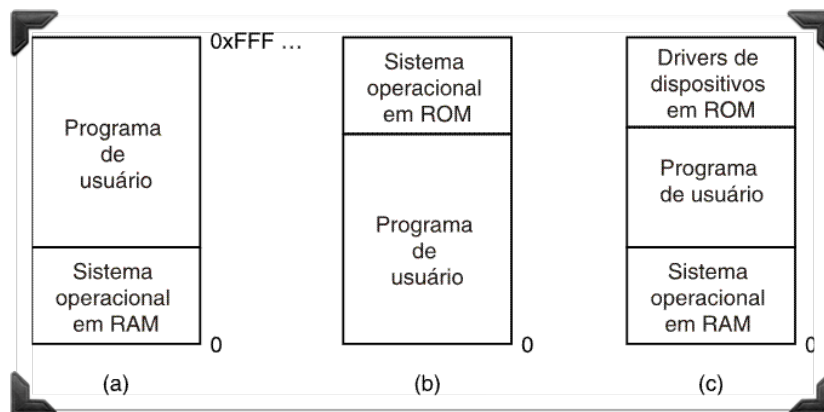 0xFFF ...
Programa
de
usuário
Sistema
operacional
em RAM
0
(a)
Sistema
operacional
em ROM
Programa
de
usuário
0
(b)
Drivers de
dispositivos
em ROM
Programa
de usuário
Sistema
operacional
em RAM
0
(c)